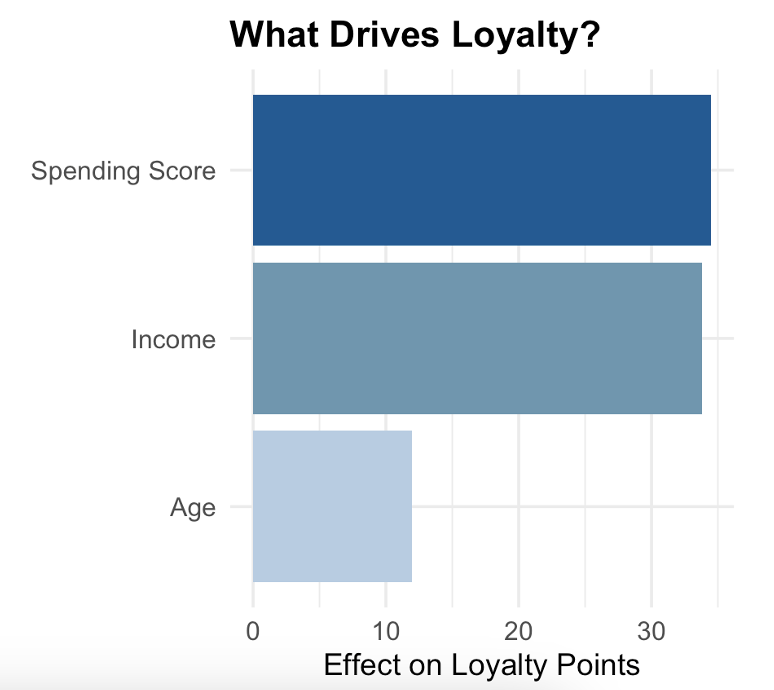 What Drives Loyalty?
Spending Score
Income
Age
0 10 20 30
Effect on Loyalty Points